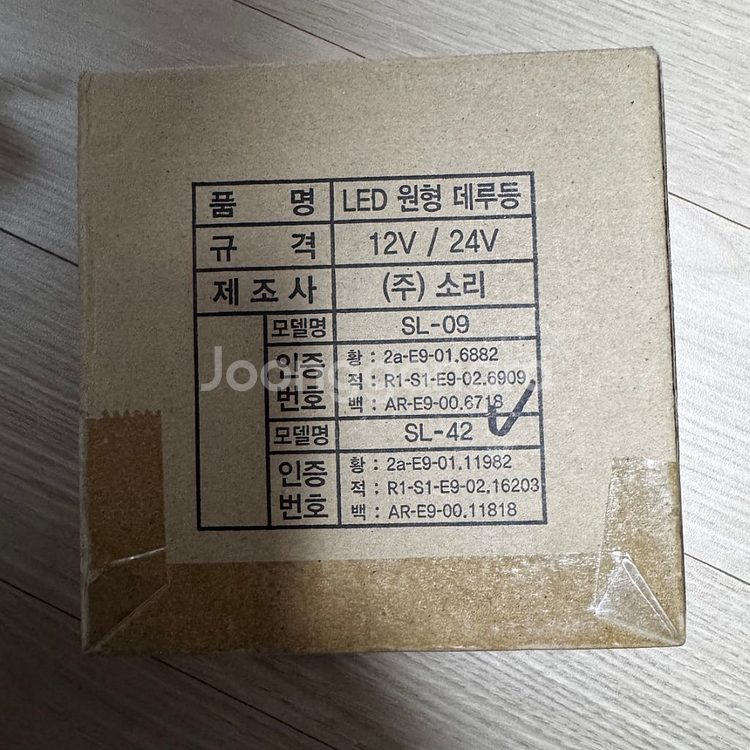 품 명 LED 원형 데루등
규 격 12V / 24V
제 조 사 (주) 소리
모델명 SL-09
인증 번호
황 : 2a-E9-01.6882
적 : R1-S1-E9-02.6909
백 : AR-E9-00.6718
모델명 SL-42
인증 번호
황 : 2a-E9-01.11982
적 : R1-S1-E9-02.16203
백 : AR-E9-00.11818